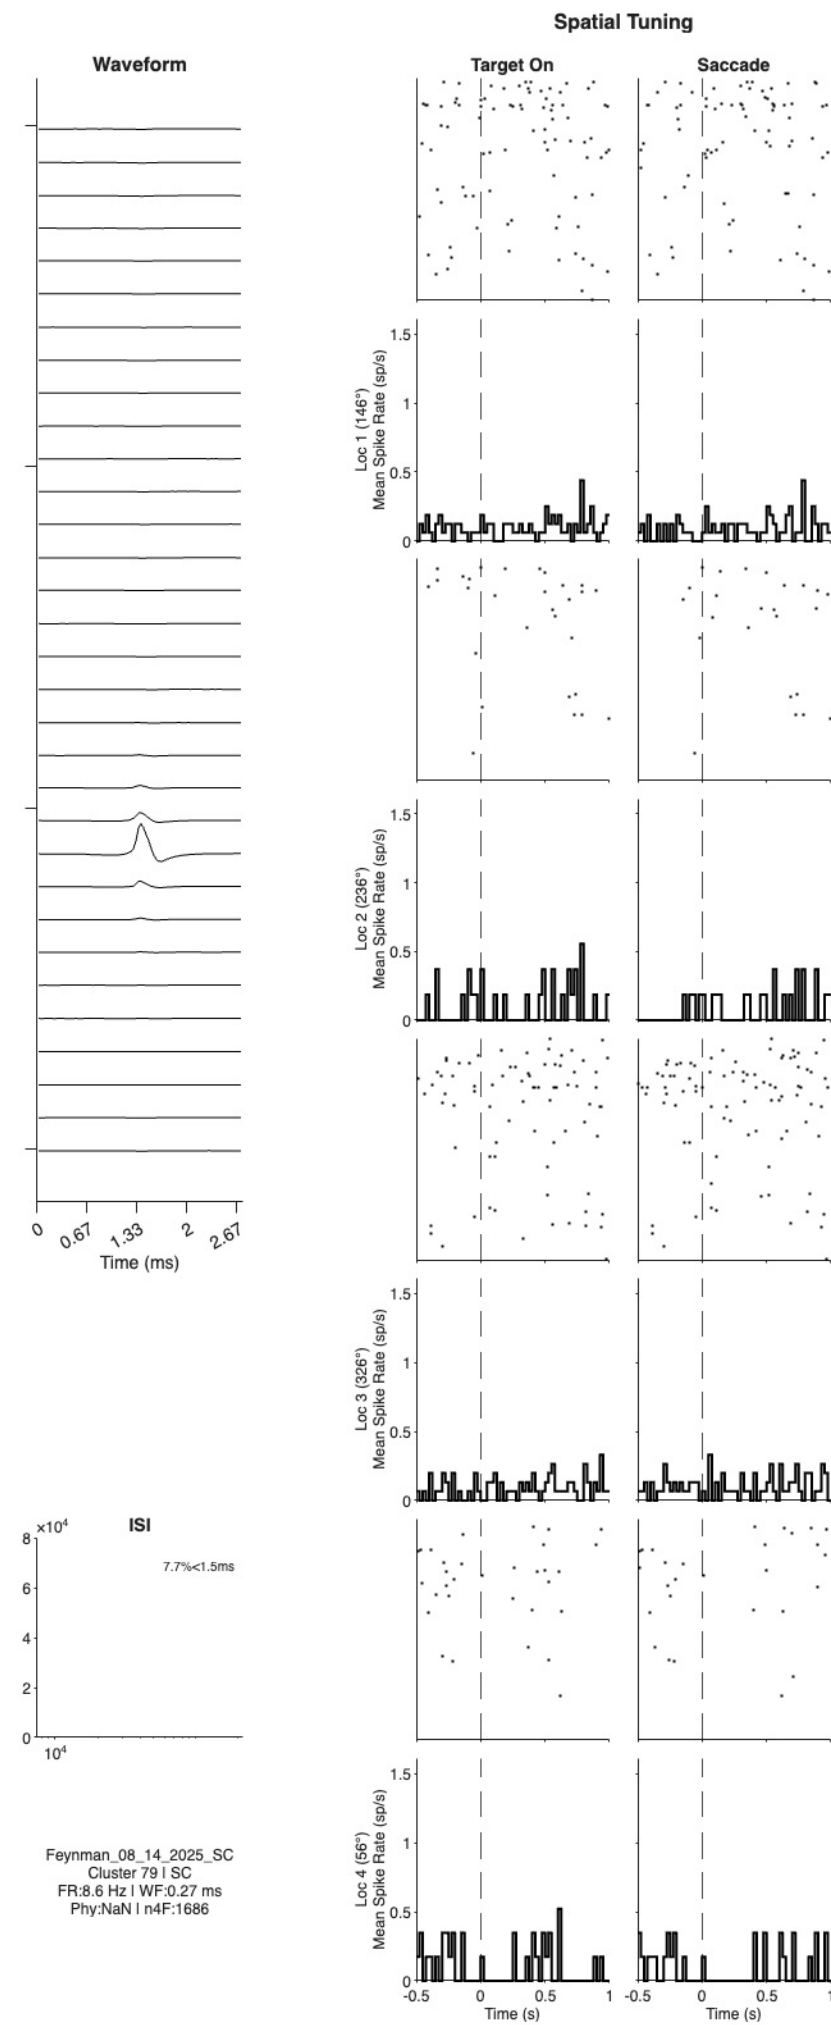 Spatial Tuning
Waveform
Target On
Saccade
1.5
1
0.5
0
Loc 1 (146°)
Mean Spike Rate (sp/s)
1.5
1
0.5
0
Loc 2 (236°)
Mean Spike Rate (sp/s)
0
0.67
1.33
2
2.67
Time (ms)
1.5
1
0.5
0
Loc 3 (326°)
Mean Spike Rate (sp/s)
×10⁴
ISI
7.7%<1.5ms
8
6
4
2
0
10⁴
Feynman_08_14_2025_SC
Cluster 79 | SC
FR:8.6 Hz | WF:0.27 ms
Phy:NaN | n4F:1686
1.5
1
0.5
0
Loc 4 (56°)
Mean Spike Rate (sp/s)
-0.5
0
0.5
1
-0.5
0
0.5
1
Time (s)
Time (s)